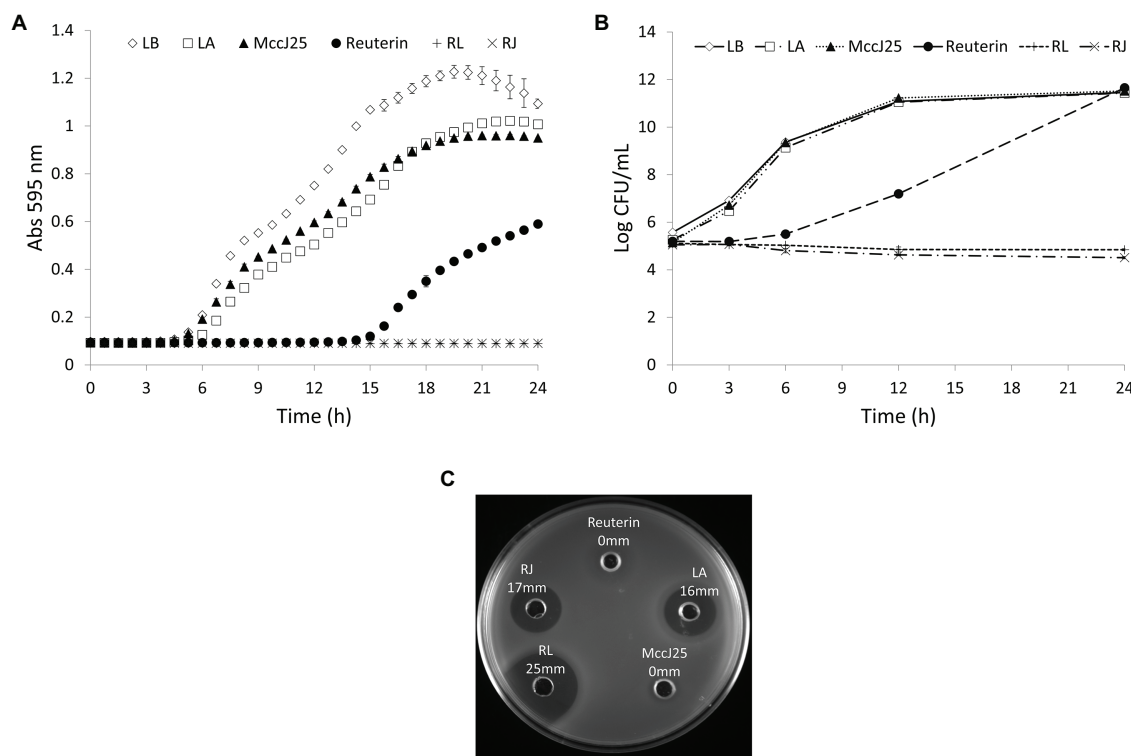 A
◇ LB □ LA ▲ MccJ25 ● Reuterin + RL × RJ
1.4
1.2
1
0.8
0.6
0.4
0.2
0
Abs 595 nm
0 3 6 9 12 15 18 21 24
Time (h)
B
LB LA MccJ25 Reuterin RL RJ
14
12
10
8
6
4
2
0
Log CFU/mL
0 3 6 9 12 15 18 21 24
Time (h)
C
Reuterin
0mm
RJ
17mm
LA
16mm
RL
25mm
MccJ25
0mm